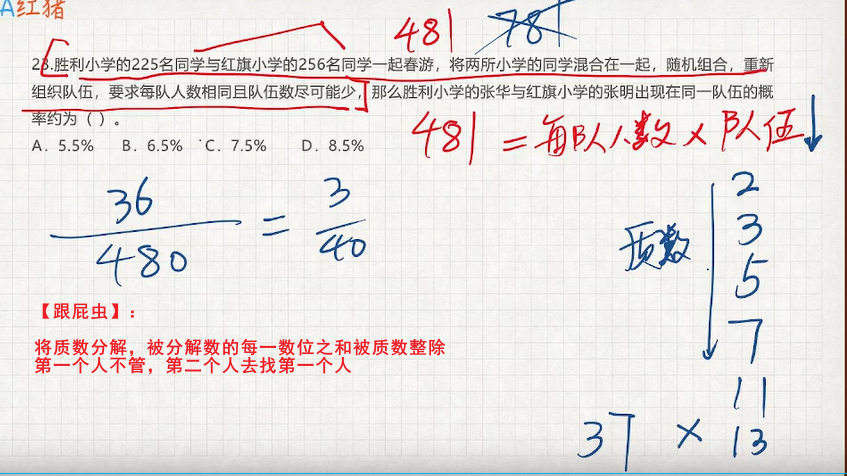 A红猪
481 781
23.胜利小学的225名同学与红旗小学的256名同学一起春游，将两所小学的同学混合在一起，随机组合，重新
组织队伍，要求每队人数相同且队伍数尽可能少，那么胜利小学的张华与红旗小学的张明出现在同一队伍的概
率约为（ ）。
A．5.5% B．6.5% C．7.5% D．8.5%
481 = 每队人数 × 队伍↓
36/480 = 3/40
质数
2
3
5
7
11
37 × 13
【跟屁虫】：
将质数分解，被分解数的每一数位之和被质数整除
第一个人不管，第二个人去找第一个人